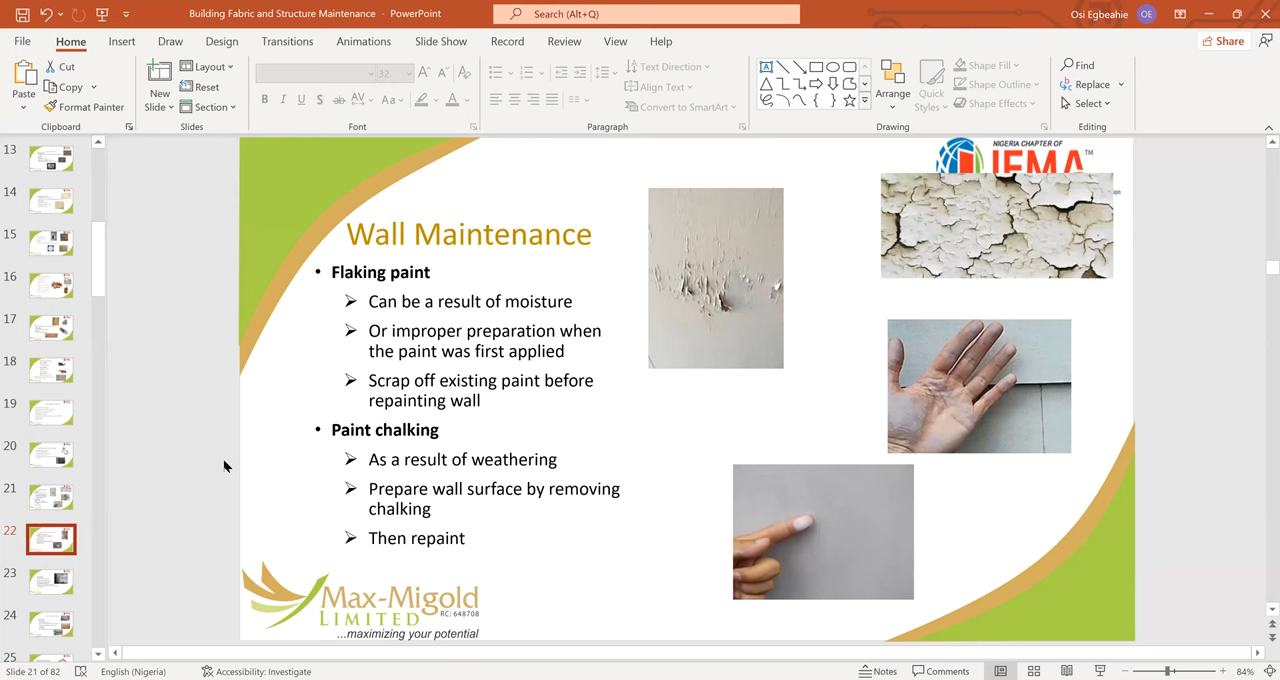 Building Fabric and Structure Maintenance - PowerPoint
Search (Alt+Q)
Osi Egbeahie
OE
File
Home
Insert
Draw
Design
Transitions
Animations
Slide Show
Record
Review
View
Help
Share
Paste
Cut
Copy
Format Painter
Clipboard
New
Slide
Layout
Reset
Section
Slides
32
Font
Text Direction
Align Text
Convert to SmartArt
Paragraph
Arrange
Quick
Styles
Shape Fill
Shape Outline
Shape Effects
Drawing
Find
Replace
Select
Editing
13
14
15
16
17
18
19
20
21
22
23
24
25
NIGERIA CHAPTER OF
IFMA TM
Wall Maintenance
• Flaking paint
Can be a result of moisture
Or improper preparation when
the paint was first applied
Scrap off existing paint before
repainting wall
• Paint chalking
As a result of weathering
Prepare wall surface by removing
chalking
Then repaint
Max-Migold
LIMITED RC: 648708
...maximizing your potential
Slide 21 of 82
English (Nigeria)
Accessibility: Investigate
Notes
Comments
84%